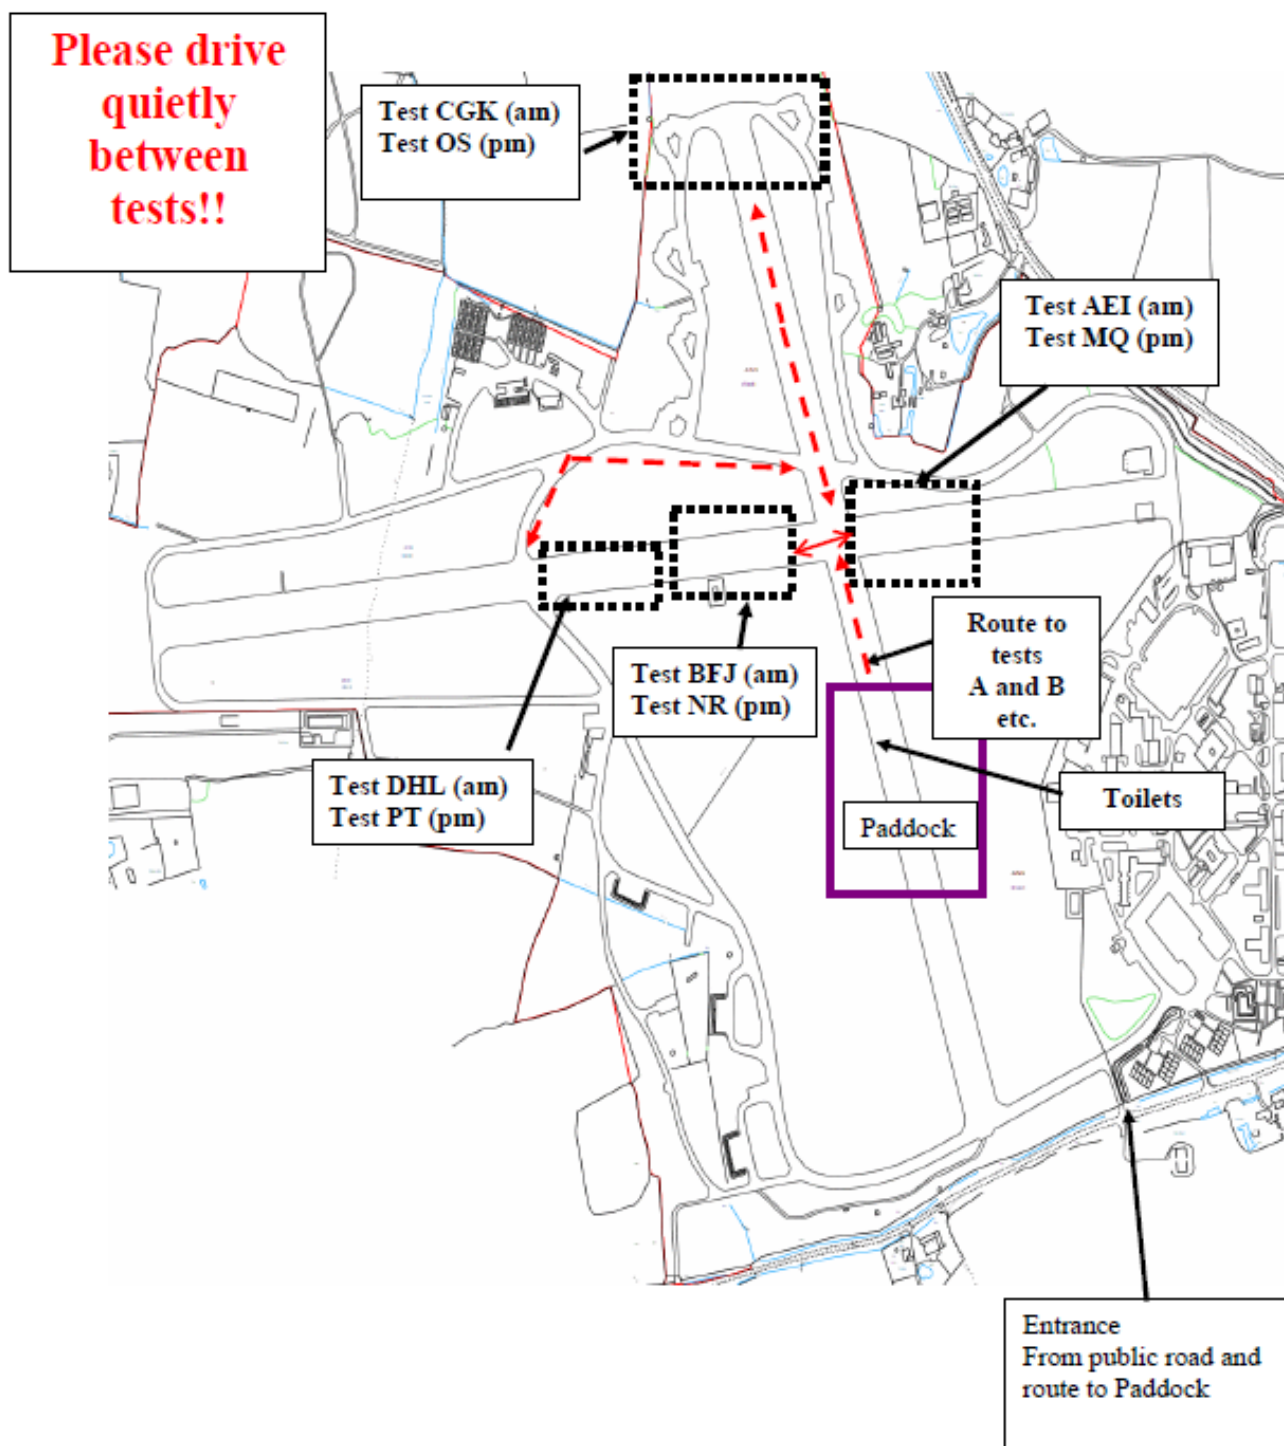 Please drive
quietly
between
tests!!
Test CGK (am)
Test OS (pm)
Test AEI (am)
Test MQ (pm)
Route to
tests
A and B
etc.
Test BFJ (am)
Test NR (pm)
Test DHL (am)
Test PT (pm)
Toilets
Paddock
Entrance
From public road and
route to Paddock